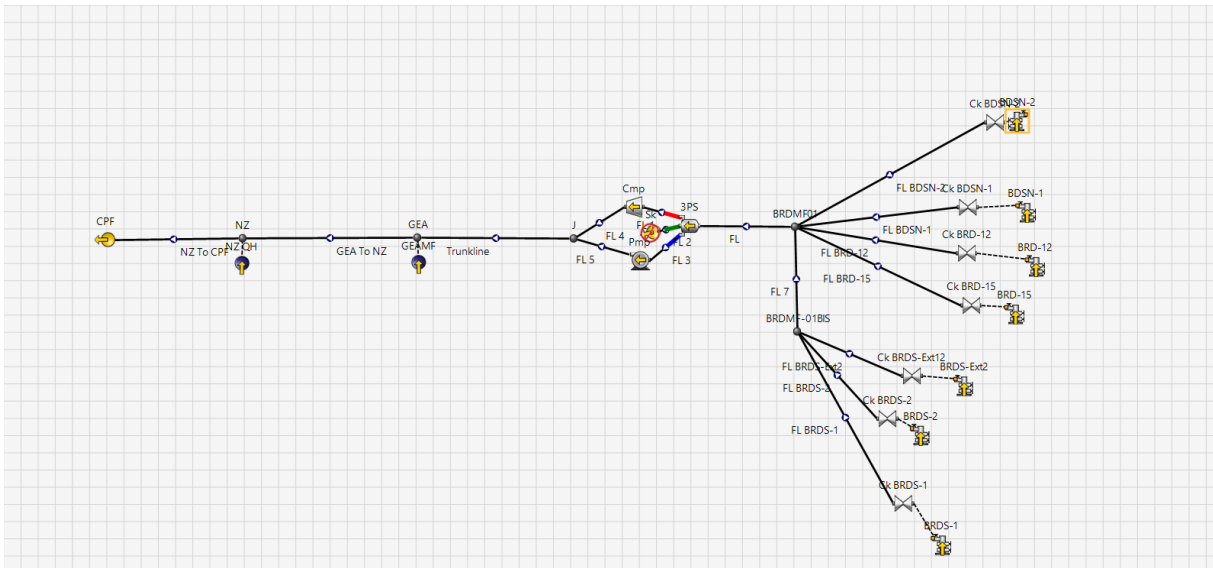 Ck BDSN-2
BDSN-2
FL BDSN-2
Ck BDSN-1
BDSN-1
Cmp
3PS
CPF
NZ
GEA
J
Sk
BRDMF01
FL BDSN-1
Ck BRD-12
BRD-12
NZ To CPF
NZ OH
GEA To NZ
GEAMF
Trunkline
FL 4
FL 5
Pmp
FL 2
FL 3
FL
FL BRD-12
FL BRD-15
Ck BRD-15
BRD-15
FL 7
BRDMF-01BIS
Ck BRDS-Ext12
BRDS-Ext2
FL BRDS-Ext2
FL BRDS-2
Ck BRDS-2
BRDS-2
FL BRDS-1
Ck BRDS-1
BRDS-1